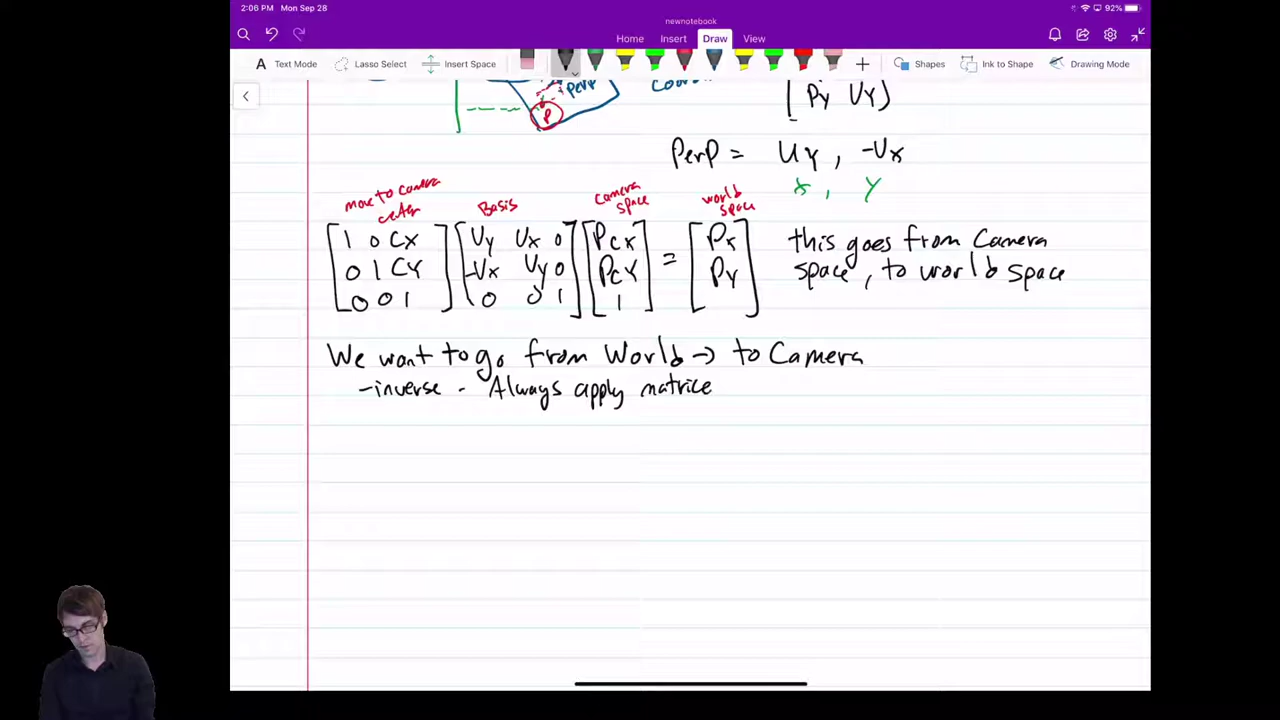 2:06 PM Mon Sep 28
92%
newnotebook
Home Insert Draw View
Text Mode Lasso Select Insert Space Shapes Ink to Shape Drawing Mode
Perp
P
Py Uy
Perp = Uy, -Ux
x, y
move to camera
Basis
camera
space
world
space
1 0 Cx
0 1 Cy
0 0 1
Uy Ux 0
-Ux Uy 0
0 0 1
Pcx
Pcy
1
=
Px
Py
this goes from Camera
space, to world space
We want to go from World → to Camera
-inverse - Always apply matrice